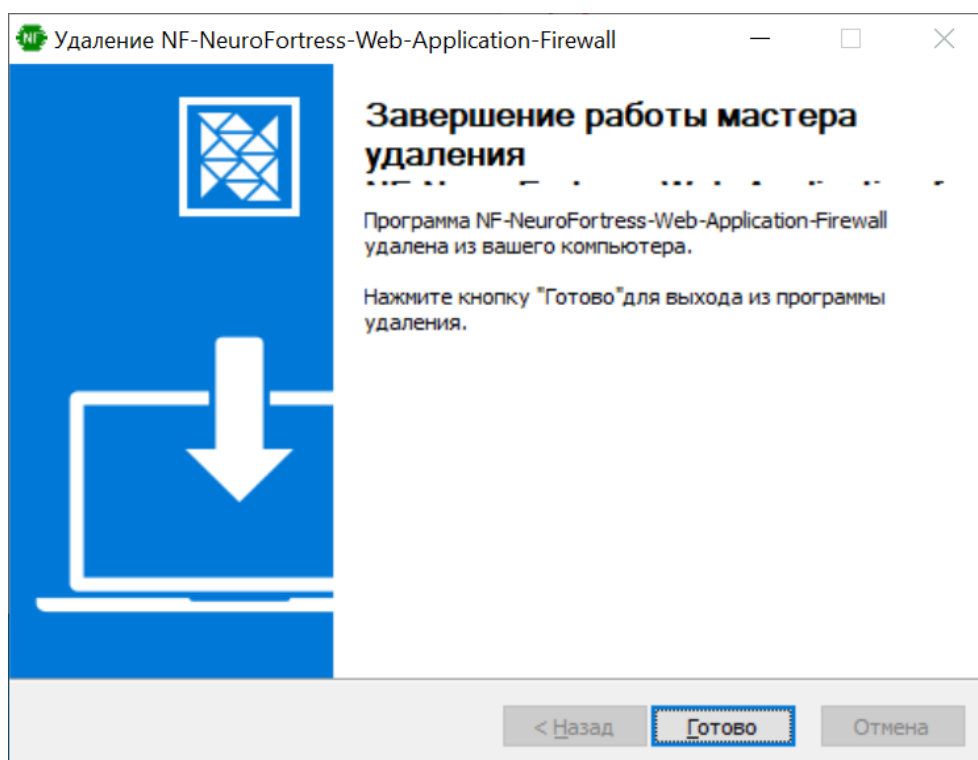 NF Удаление NF-NeuroFortress-Web-Application-Firewall
Завершение работы мастера
удаления
Программа NF-NeuroFortress-Web-Application-Firewall
удалена из вашего компьютера.
Нажмите кнопку "Готово"для выхода из программы
удаления.
< Назад Готово Отмена